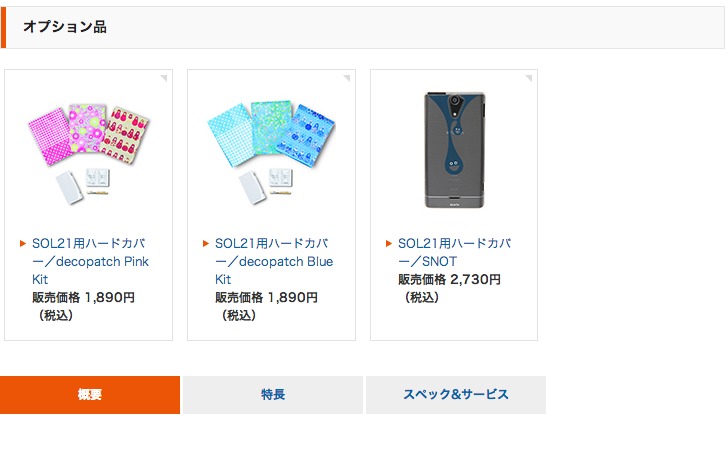 オプション品
SOL21用ハードカバ
ー／decopatch Pink
Kit
販売価格 1,890円
（税込）
SOL21用ハードカバ
ー／decopatch Blue
Kit
販売価格 1,890円
（税込）
SOL21用ハードカバ
ー／SNOT
販売価格 2,730円
（税込）
概要
特長
スペック&サービス